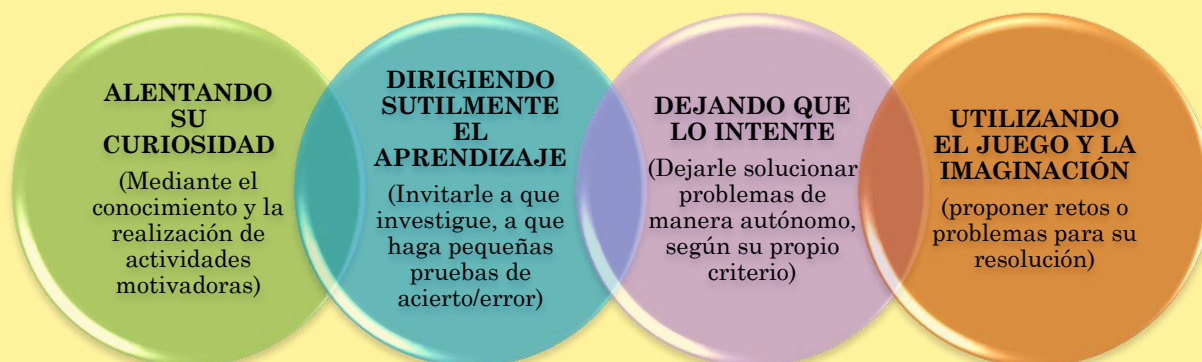 ALENTANDO
SU
CURIOSIDAD
(Mediante el
conocimiento y la
realización de
actividades
motivadoras)
DIRIGIENDO
SUTILMENTE
EL
APRENDIZAJE
(Invitarle a que
investigue, a que
haga pequeñas
pruebas de
acierto/error)
DEJANDO QUE
LO INTENTE
(Dejarle solucionar
problemas de
manera autónomo,
según su propio
criterio)
UTILIZANDO
EL JUEGO Y LA
IMAGINACIÓN
(proponer retos o
problemas para su
resolución)